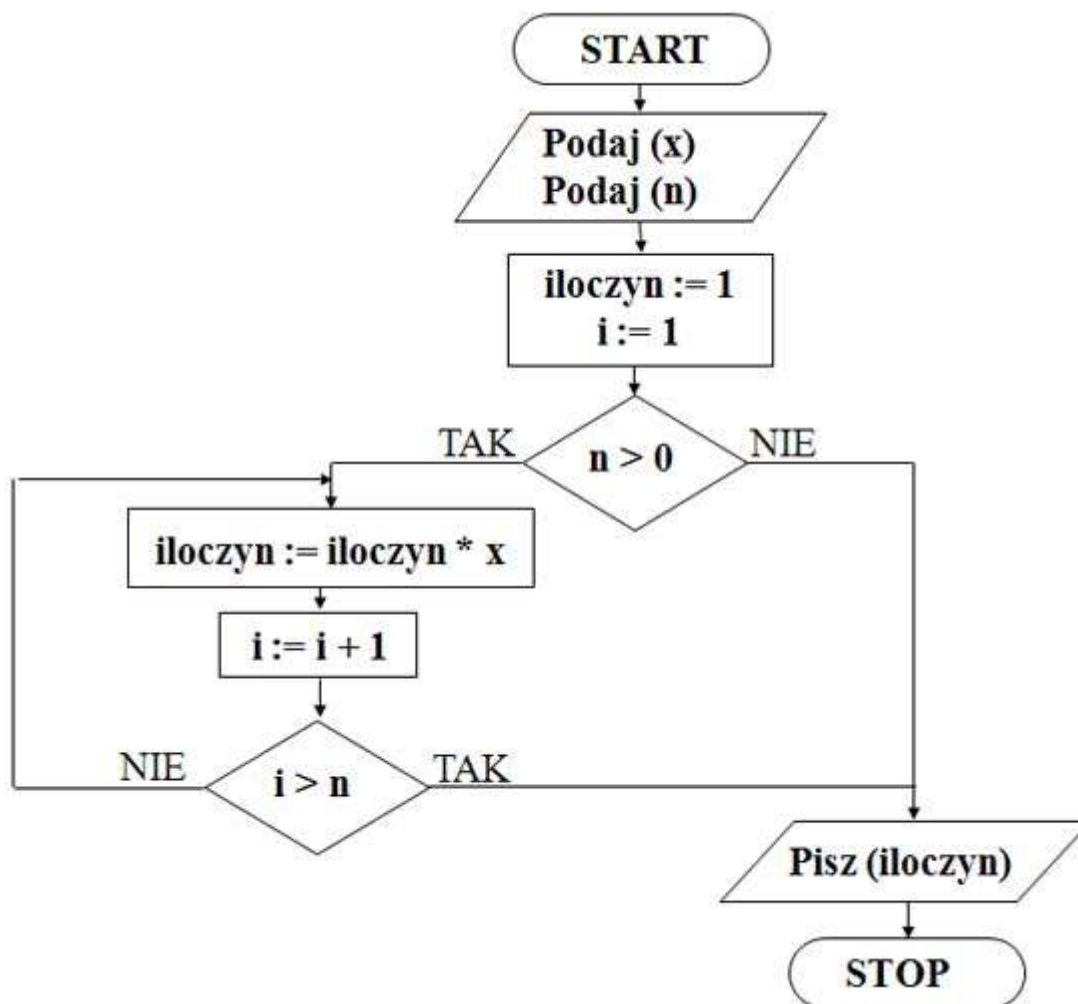 START
Podaj (x)
Podaj (n)
iloczyn := 1
i := 1
n > 0
TAK
NIE
iloczyn := iloczyn * x
i := i + 1
i > n
NIE
TAK
Pisz (iloczyn)
STOP